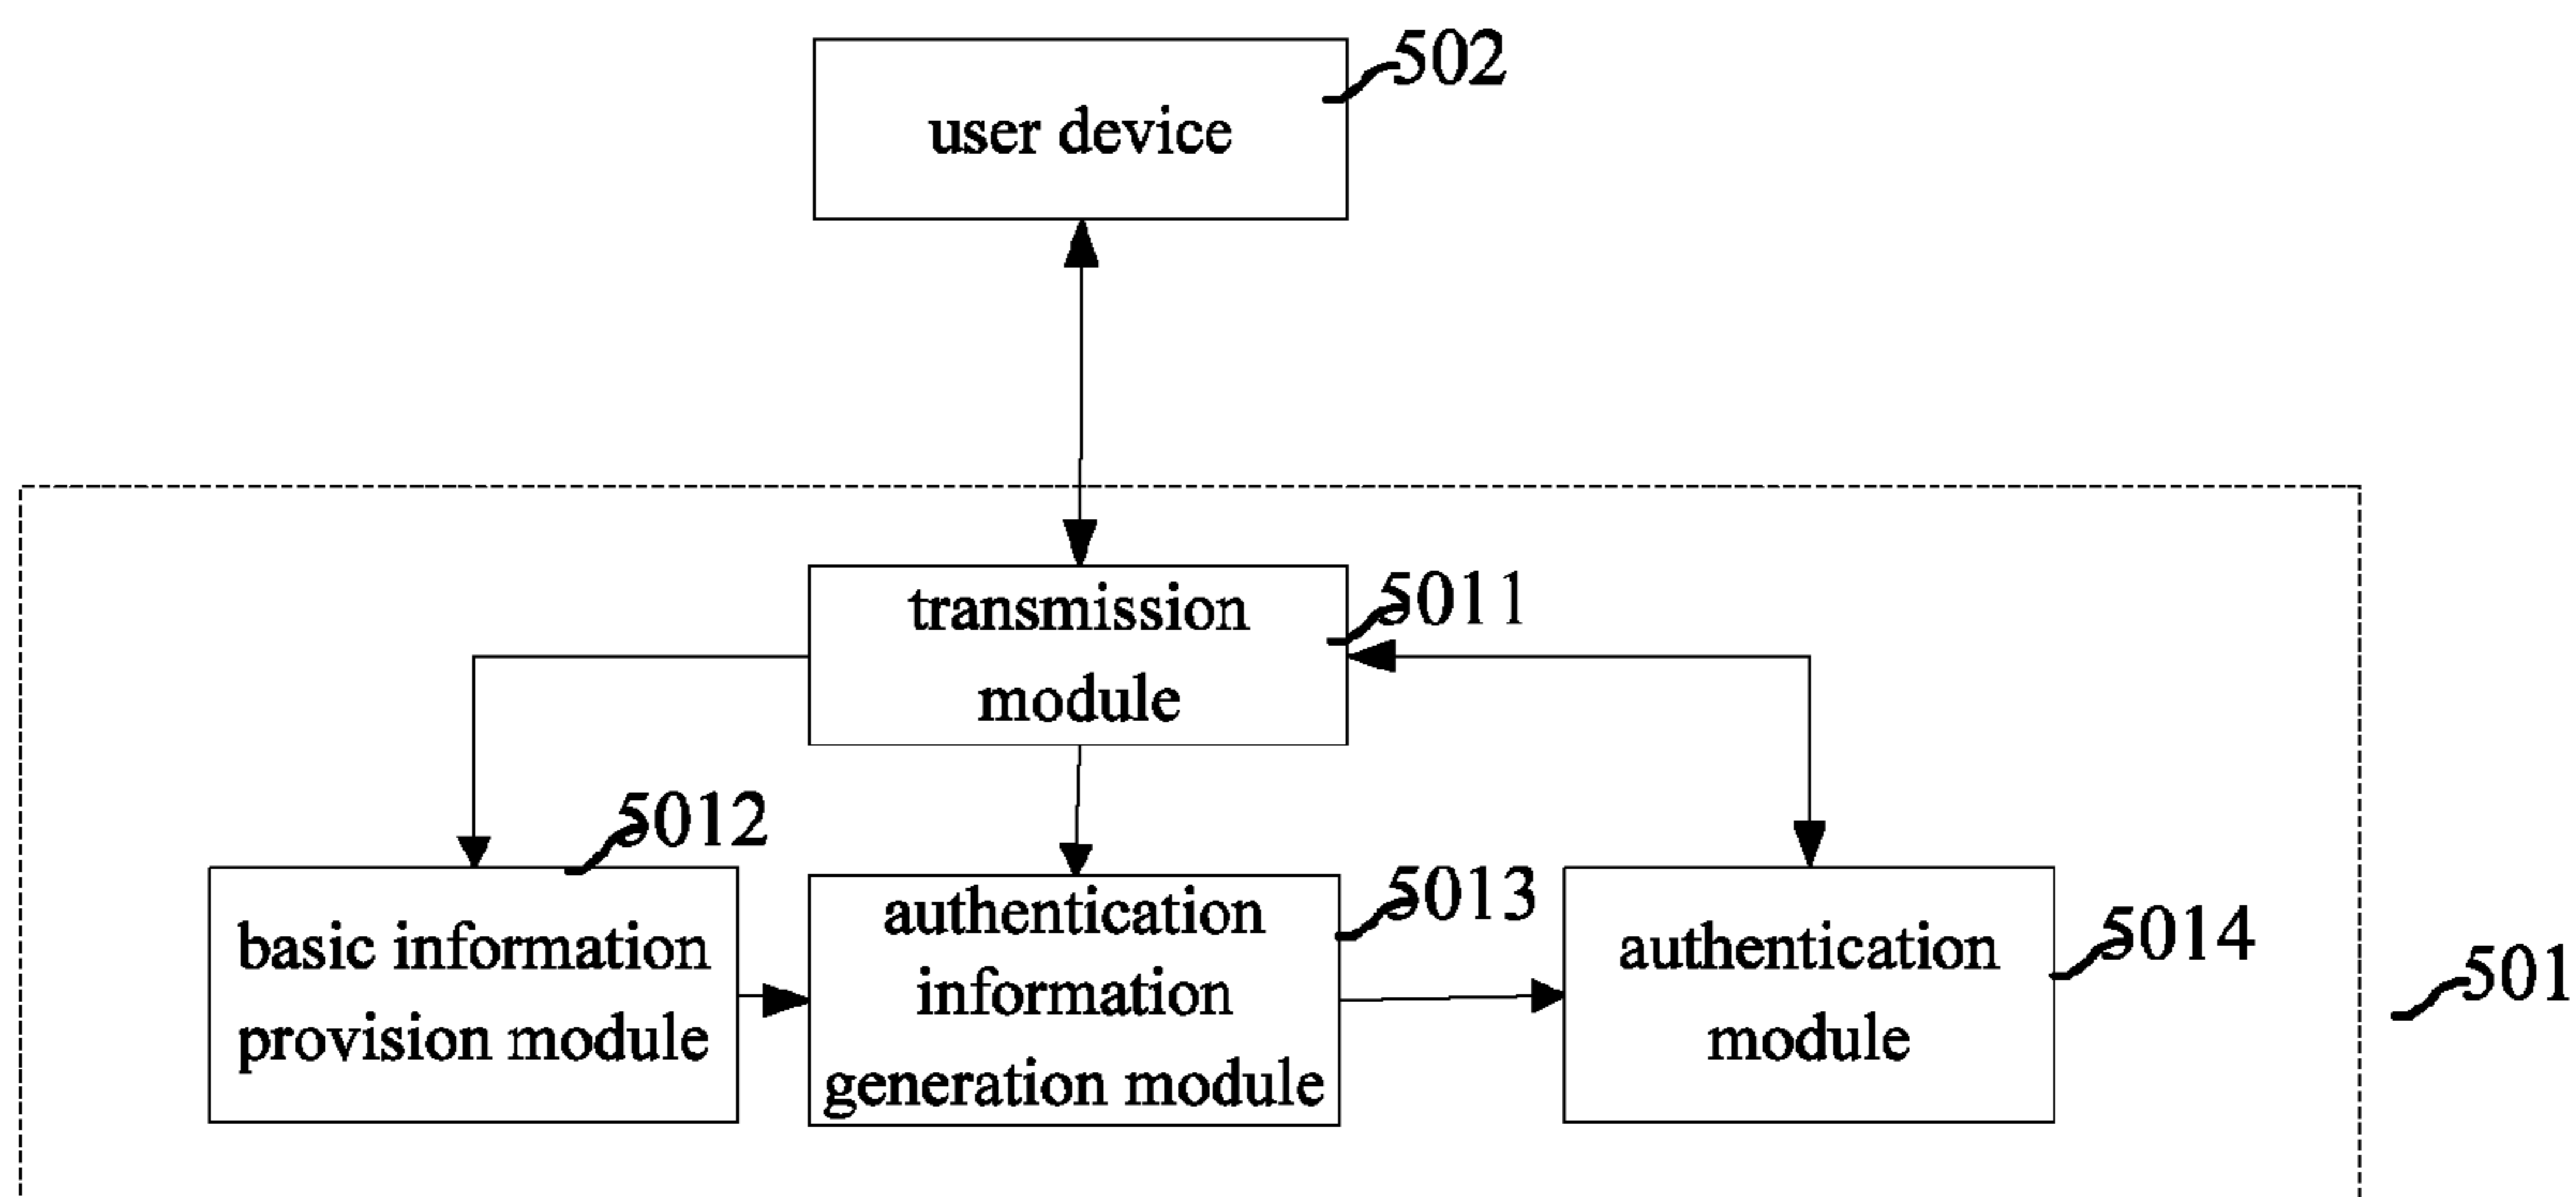 502
user device
transmission
module
5011
5012
basic information
provision module
authentication
information
generation module
5013
authentication
module
5014
501